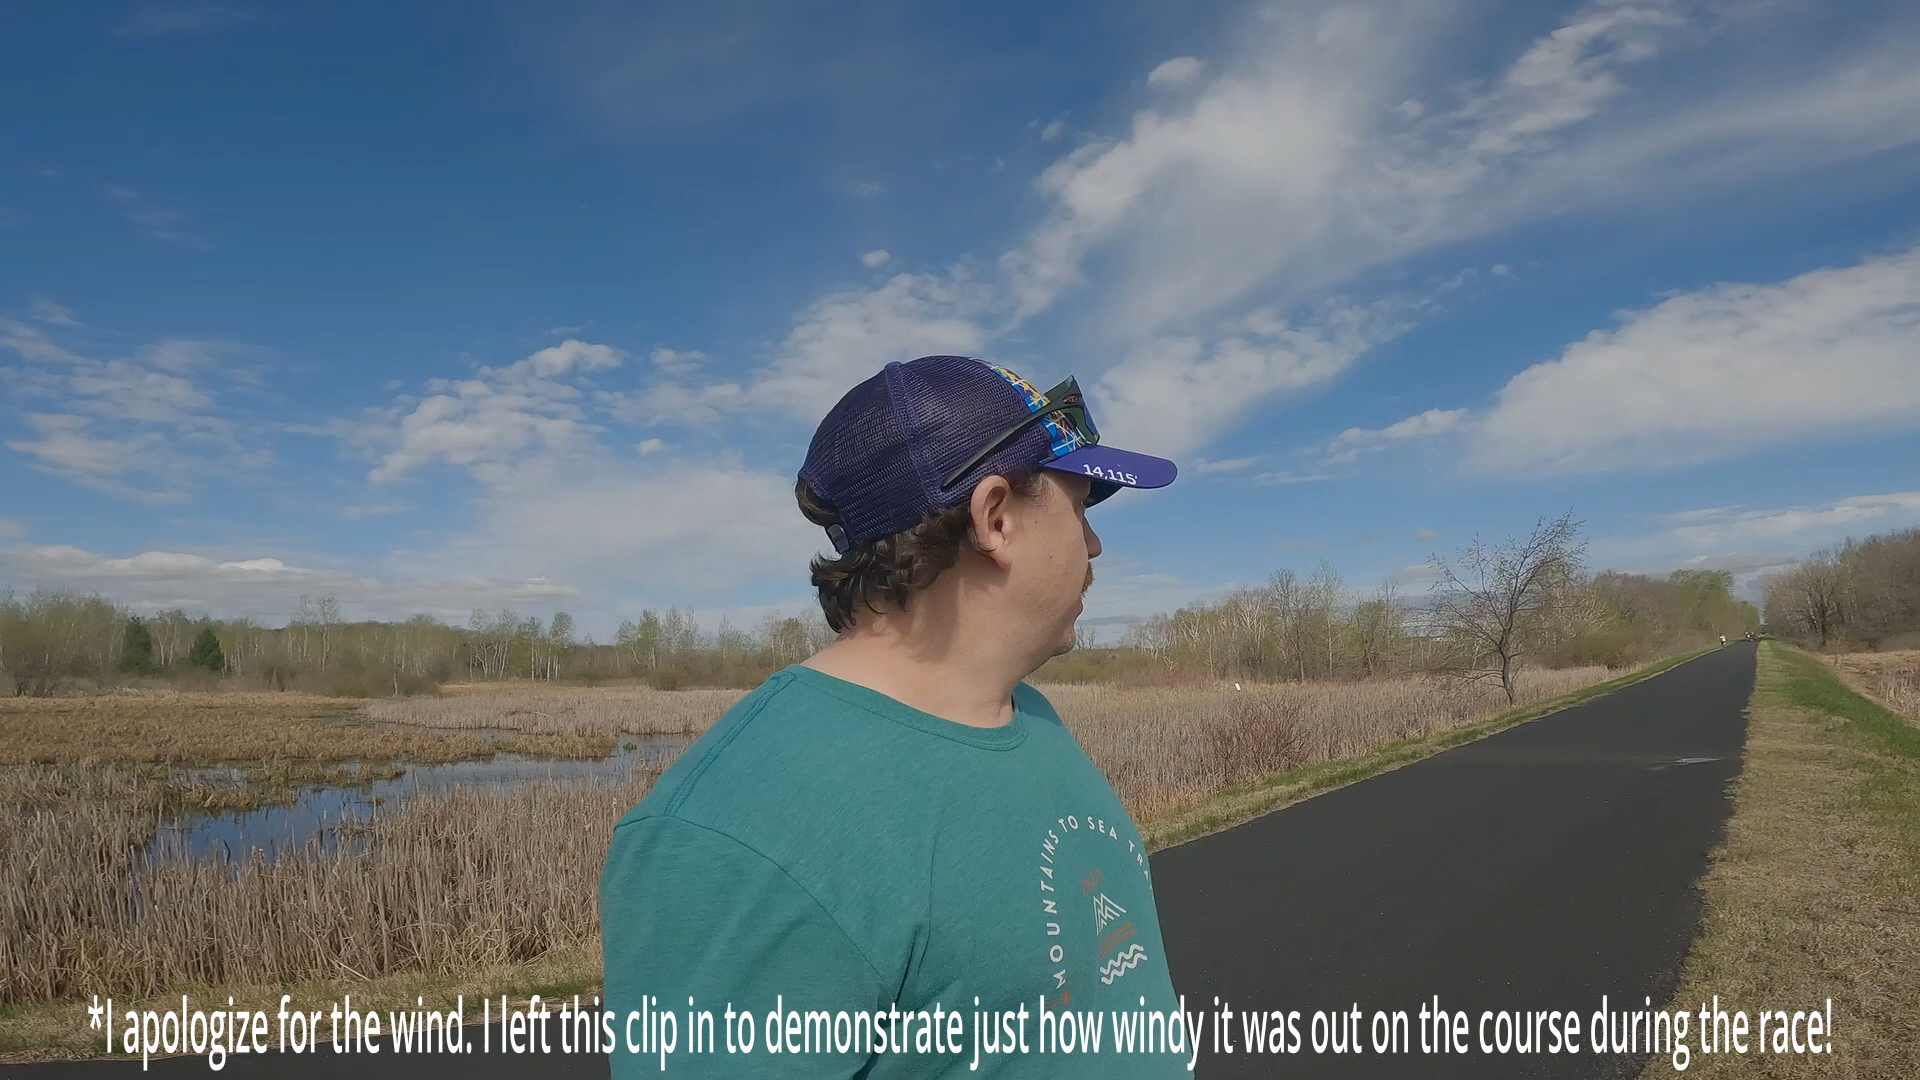 14,115'
MOUNTAINS TO SEA
*I apologize for the wind. I left this clip in to demonstrate just how windy it was out on the course during the race!